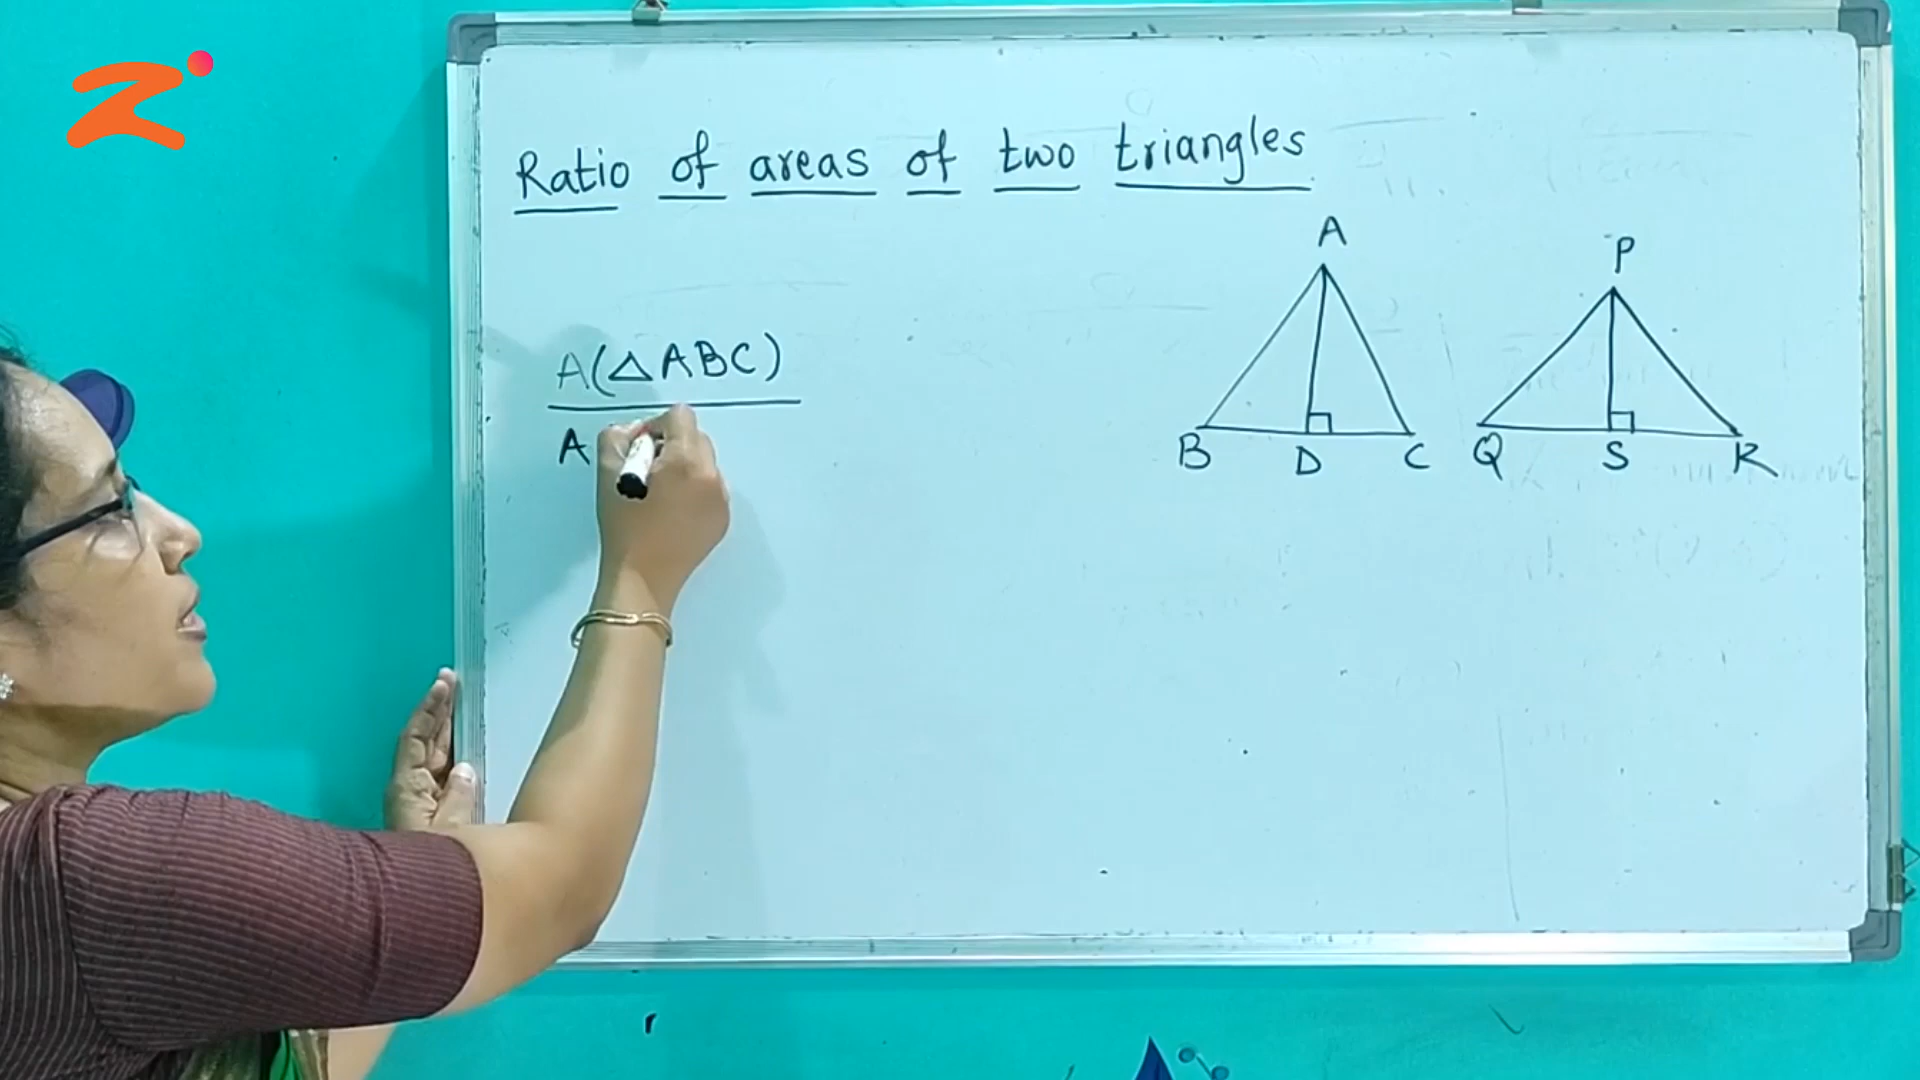 Ratio of areas of two triangles
A P
A(△ABC)
A
B D C Q S R